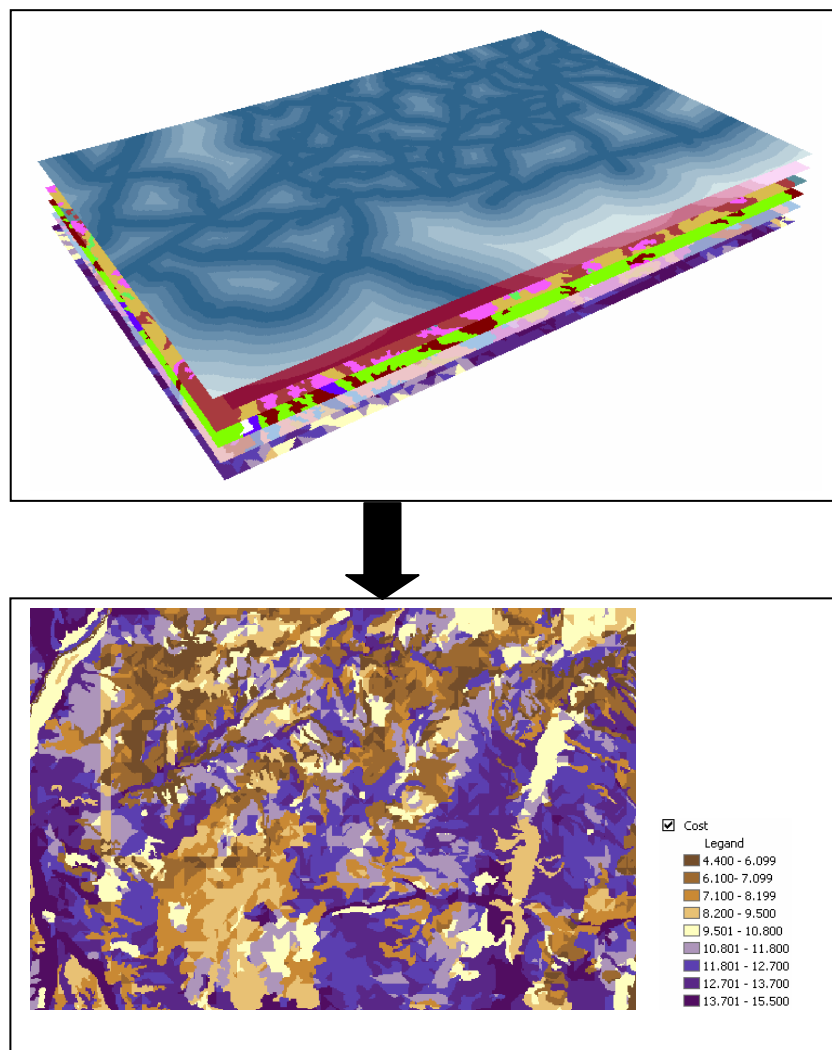 Cost
Legand
4.400 - 6.099
6.100- 7.099
7.100 - 8.199
8.200 - 9.500
9.501 - 10.800
10.801 - 11.800
11.801 - 12.700
12.701 - 13.700
13.701 - 15.500